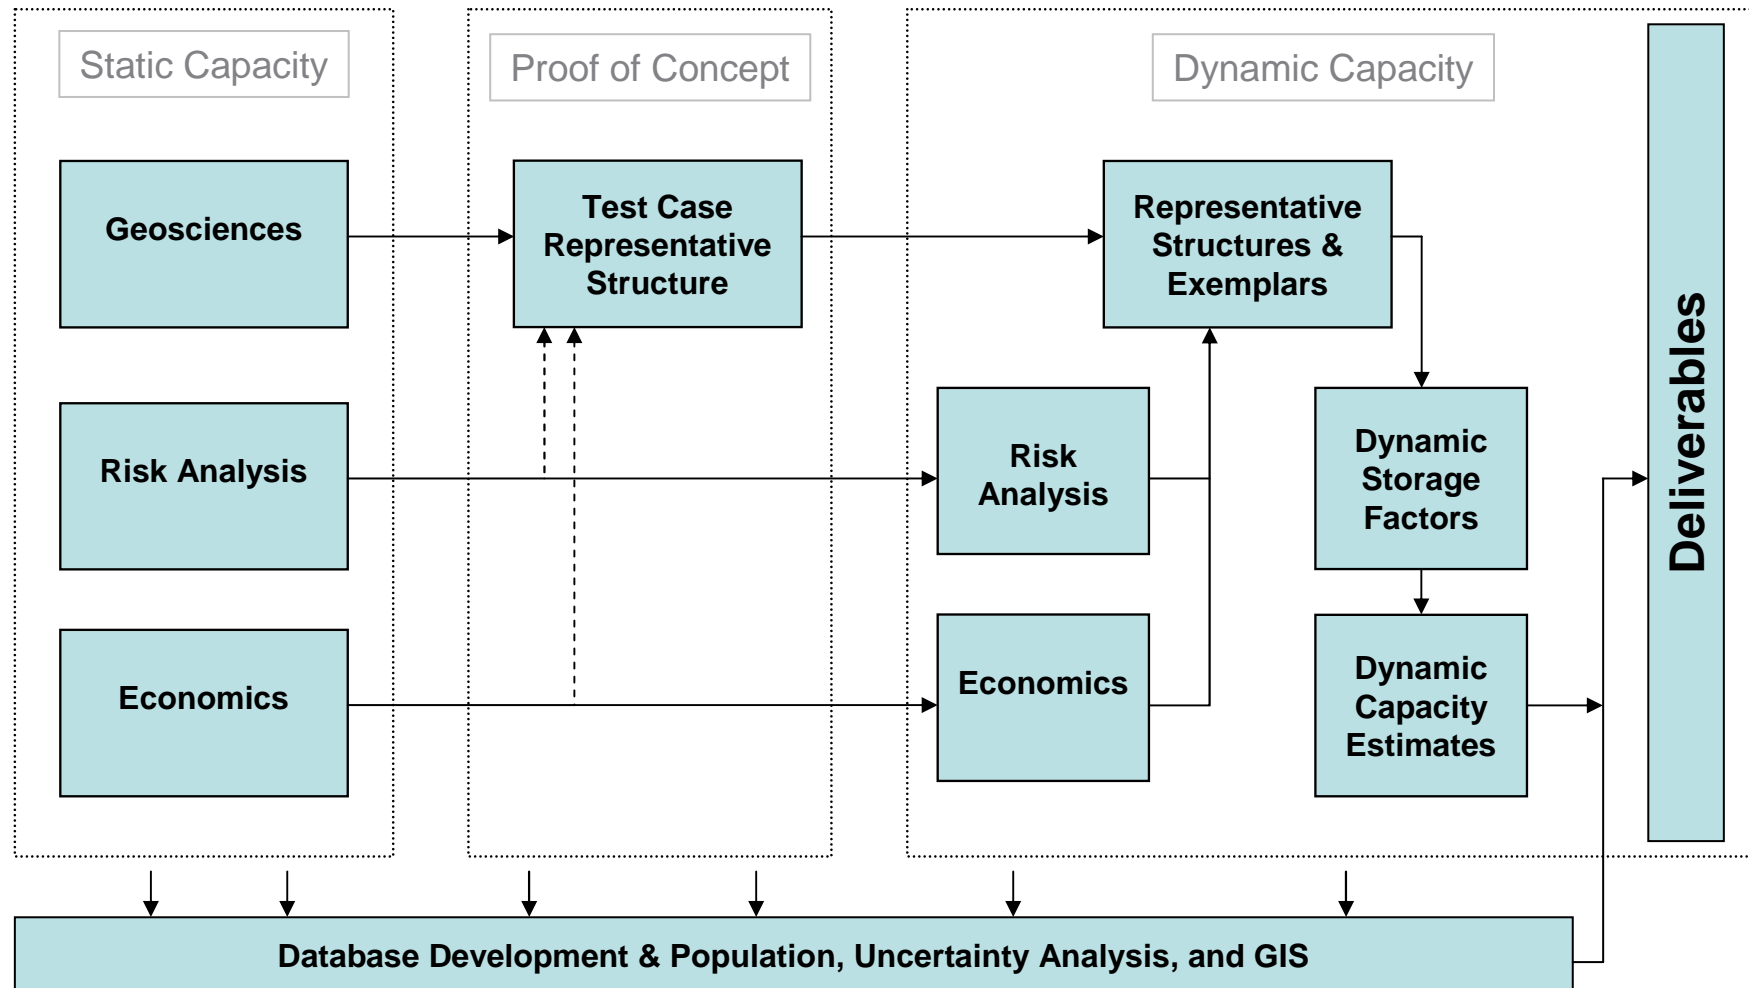 Static Capacity
Proof of Concept
Dynamic Capacity
Geosciences
Test Case
Representative
Structure
Representative
Structures &
Exemplars
Risk Analysis
Risk
Analysis
Dynamic
Storage
Factors
Economics
Economics
Dynamic
Capacity
Estimates
Deliverables
Database Development & Population, Uncertainty Analysis, and GIS